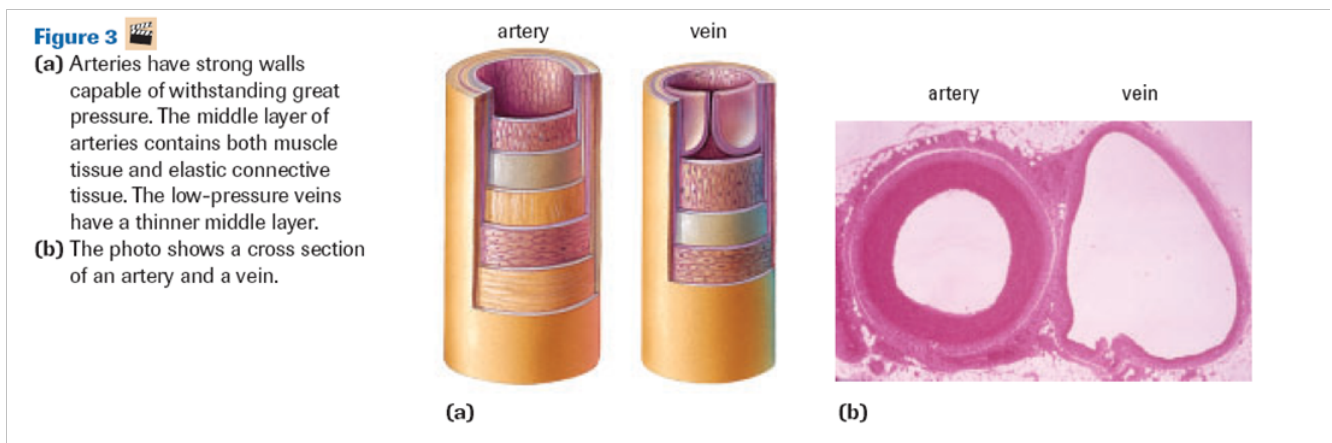 Figure 3
(a) Arteries have strong walls
capable of withstanding great
pressure. The middle layer of
arteries contains both muscle
tissue and elastic connective
tissue. The low-pressure veins
have a thinner middle layer.
(b) The photo shows a cross section
of an artery and a vein.
artery
vein
(a)
artery
vein
(b)